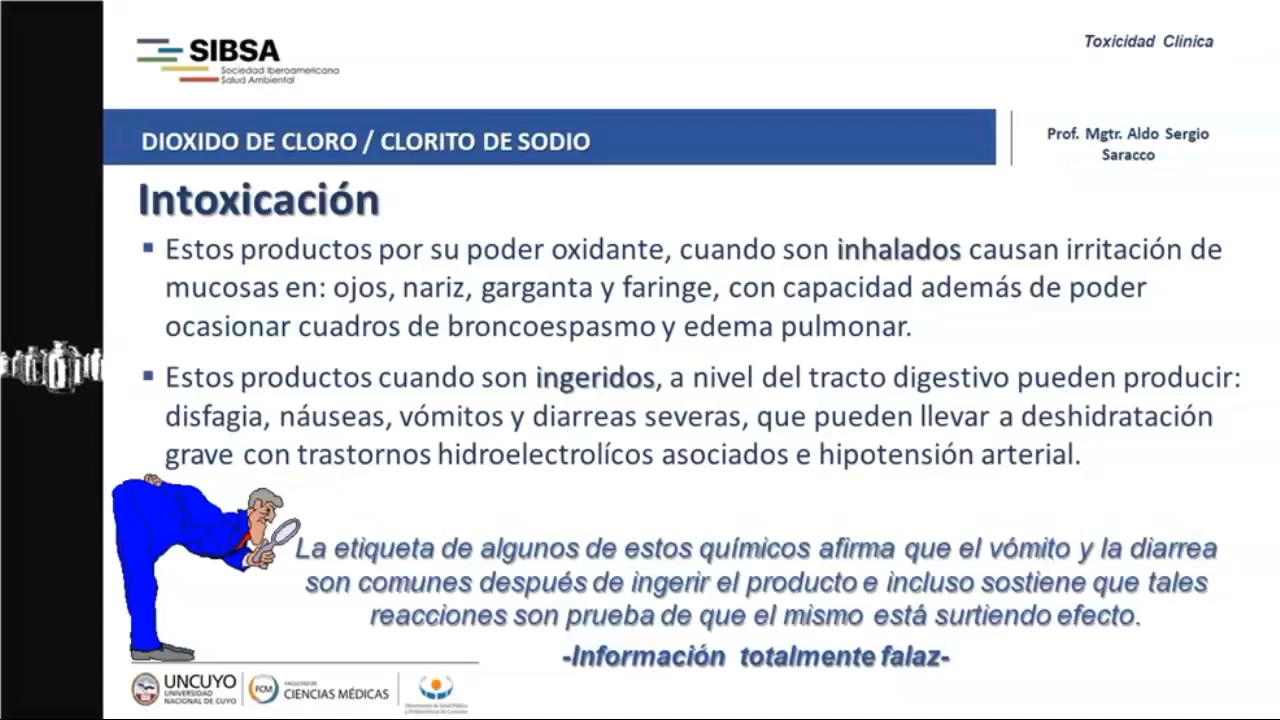 SIBSA
Sociedad Iberoamericana
Salud Ambiental
Toxicidad Clínica
DIOXIDO DE CLORO / CLORITO DE SODIO
Prof. Mgtr. Aldo Sergio
Saracco
Intoxicación
▪ Estos productos por su poder oxidante, cuando son inhalados causan irritación de
mucosas en: ojos, nariz, garganta y faringe, con capacidad además de poder
ocasionar cuadros de broncoespasmo y edema pulmonar.
▪ Estos productos cuando son ingeridos, a nivel del tracto digestivo pueden producir:
disfagia, náuseas, vómitos y diarreas severas, que pueden llevar a deshidratación
grave con trastornos hidroelectrolícos asociados e hipotensión arterial.
La etiqueta de algunos de estos químicos afirma que el vómito y la diarrea
son comunes después de ingerir el producto e incluso sostiene que tales
reacciones son prueba de que el mismo está surtiendo efecto.
-Información totalmente falaz-
UNCUYO
UNIVERSIDAD
NACIONAL DE CUYO
FCM
FACULTAD DE
CIENCIAS MÉDICAS